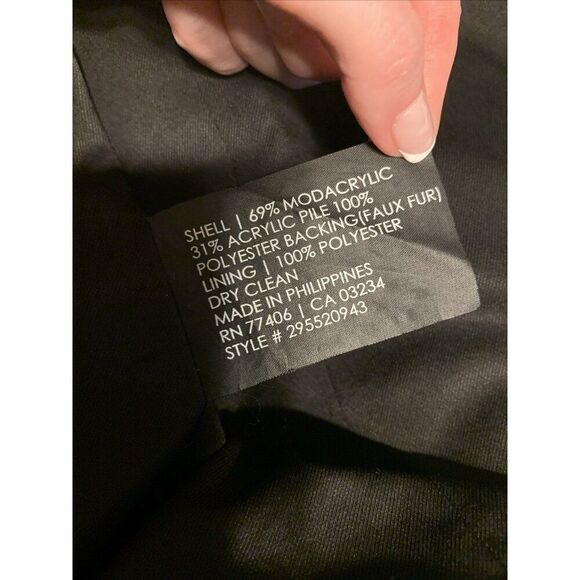 SHELL | 69% MODACRYLIC
31% ACRYLIC PILE 100%
POLYESTER BACKING(FAUX FUR)
LINING | 100% POLYESTER
DRY CLEAN
MADE IN PHILIPPINES
RN 77406 | CA 03234
STYLE # 295520943